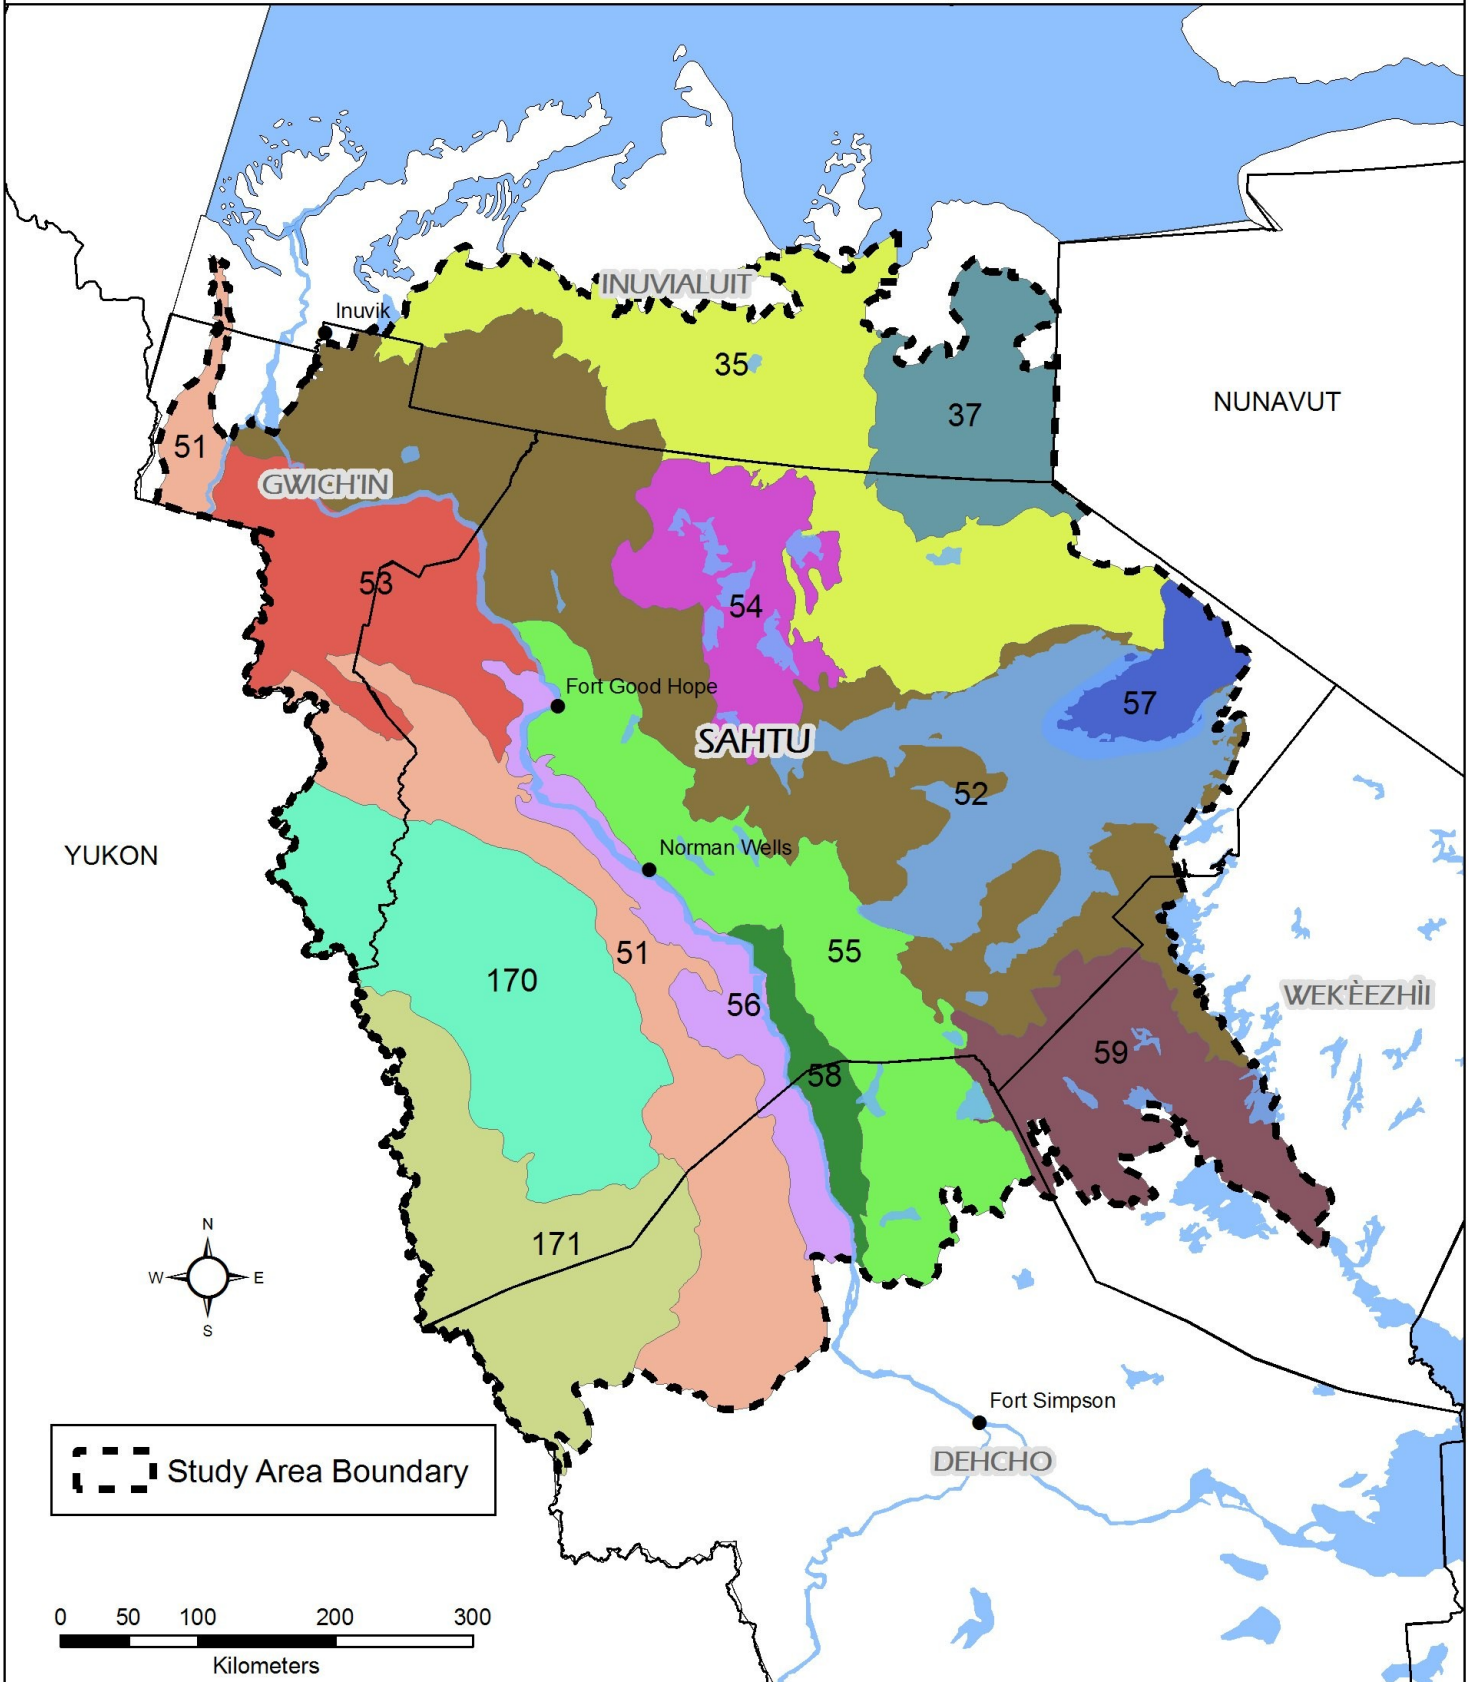 INUVIALUIT
Inuvik
35
37
NUNAVUT
51
GWICH'IN
53
54
Fort Good Hope
57
SAHTU
52
Norman Wells
YUKON
51
55
170
56
WEK'ÈEZHÌI
59
58
171
N
W
E
S
Fort Simpson
DEHCHO
Study Area Boundary
0 50 100 200 300
Kilometers